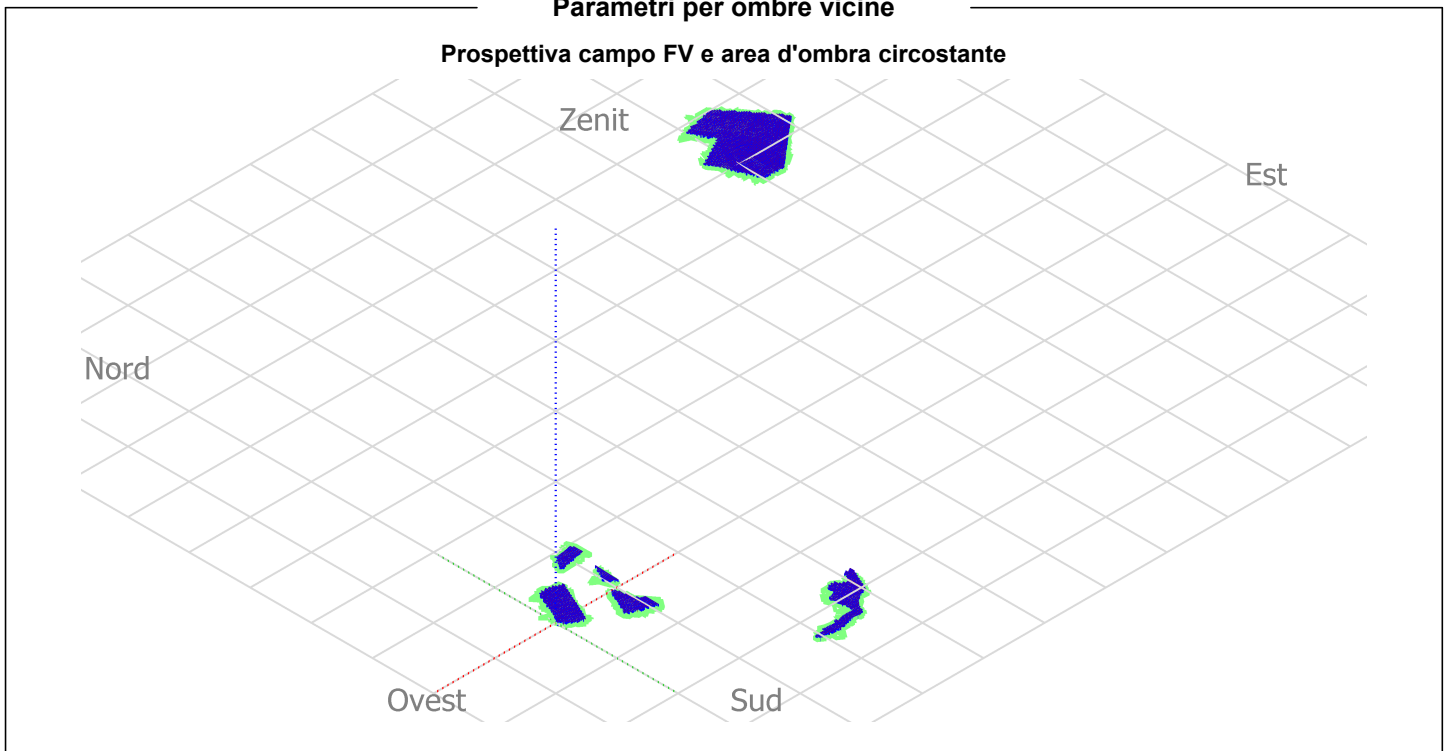 Parametri per ombre vicine
Prospettiva campo FV e area d'ombra circostante
Zenit
Est
Nord
Ovest
Sud